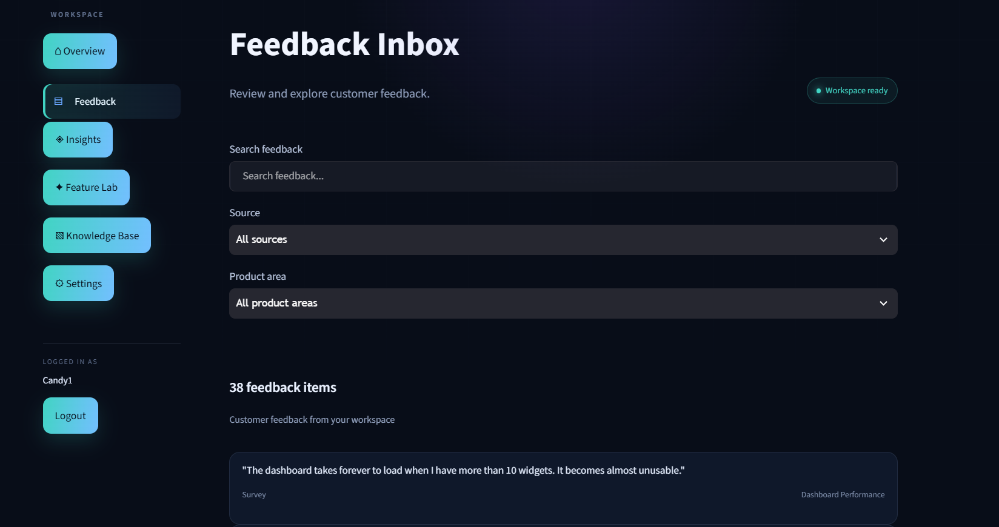 WORKSPACE
Overview
Feedback
Insights
Feature Lab
Knowledge Base
Settings
LOGGED IN AS
Candy1
Logout
Feedback Inbox
Review and explore customer feedback.
Workspace ready
Search feedback
Search feedback...
Source
All sources
Product area
All product areas
38 feedback items
Customer feedback from your workspace
"The dashboard takes forever to load when I have more than 10 widgets. It becomes almost unusable."
Survey
Dashboard Performance